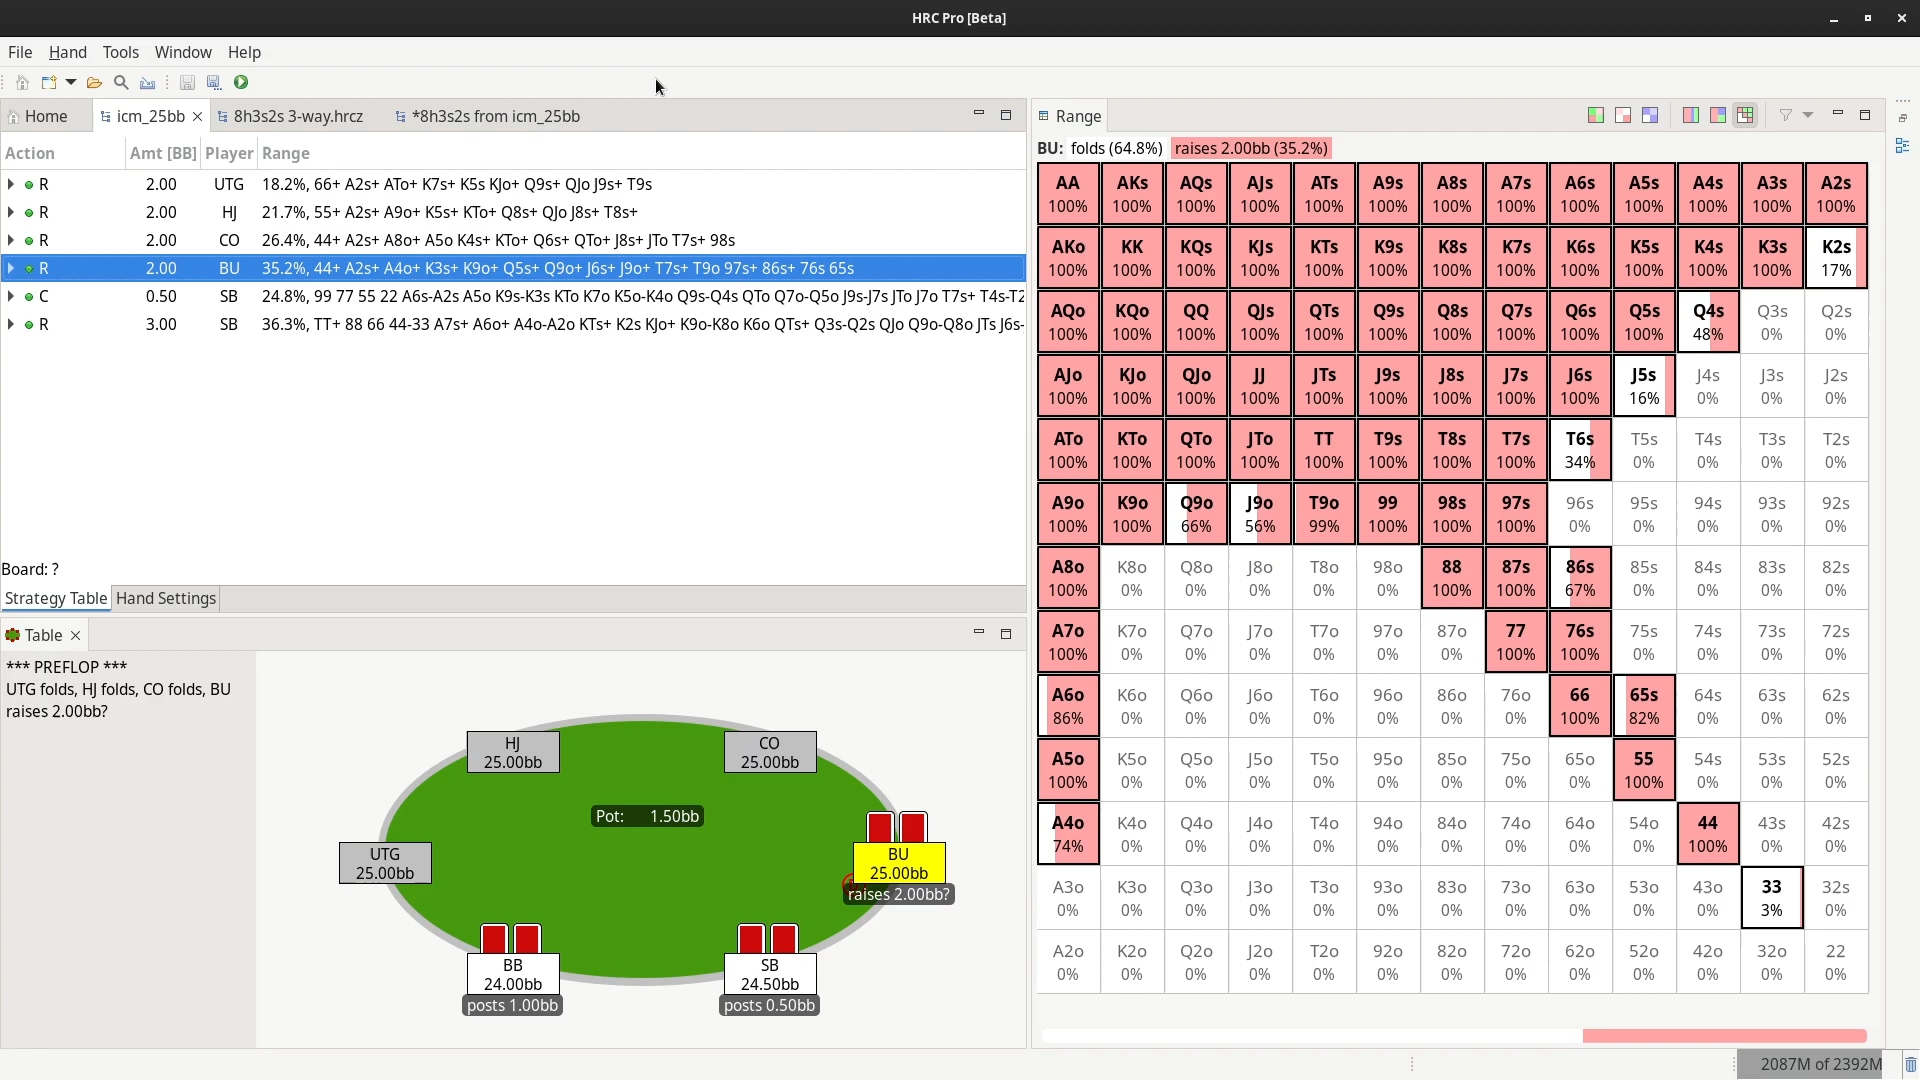 HRC Pro [Beta]
File Hand Tools Window Help
Home icm_25bb 8h3s2s 3-way.hrcz *8h3s2s from icm_25bb
Action Amt [BB] Player Range
R 2.00 UTG 18.2%, 66+ A2s+ ATo+ K7s+ K5s KJo+ Q9s+ QJo J9s+ T9s
R 2.00 HJ 21.7%, 55+ A2s+ A9o+ K5s+ KTo+ Q8s+ QJo J8s+ T8s+
R 2.00 CO 26.4%, 44+ A2s+ A8o+ A5o K4s+ KTo+ Q6s+ QTo+ J8s+ JTo T7s+ 98s
R 2.00 BU 35.2%, 44+ A2s+ A4o+ K3s+ K9o+ Q5s+ Q9o+ J6s+ J9o+ T7s+ T9o 97s+ 86s+ 76s 65s
C 0.50 SB 24.8%, 99 77 55 22 A6s-A2s A5o K9s-K3s KTo K7o K5o-K4o Q9s-Q4s QTo Q7o-Q5o J9s-J7s JTo J7o T7s+ T4s-T2
R 3.00 SB 36.3%, TT+ 88 66 44-33 A7s+ A6o+ A4o-A2o KTs+ K2s KJo+ K9o-K8o K6o QTs+ Q3s-Q2s QJo Q9o-Q8o JTs J6s-
Board: ?
Strategy Table Hand Settings
Table
*** PREFLOP ***
UTG folds, HJ folds, CO folds, BU
raises 2.00bb?
HJ
25.00bb
CO
25.00bb
Pot: 1.50bb
UTG
25.00bb
BU
25.00bb
raises 2.00bb?
BB
24.00bb
posts 1.00bb
SB
24.50bb
posts 0.50bb
Range
BU: folds (64.8%) raises 2.00bb (35.2%)
AA AKs AQs AJs ATs A9s A8s A7s A6s A5s A4s A3s A2s
100% 100% 100% 100% 100% 100% 100% 100% 100% 100% 100% 100% 100%
AKo KK KQs KJs KTs K9s K8s K7s K6s K5s K4s K3s K2s
100% 100% 100% 100% 100% 100% 100% 100% 100% 100% 100% 100% 17%
AQo KQo QQ QJs QTs Q9s Q8s Q7s Q6s Q5s Q4s Q3s Q2s
100% 100% 100% 100% 100% 100% 100% 100% 100% 100% 48% 0% 0%
AJo KJo QJo JJ JTs J9s J8s J7s J6s J5s J4s J3s J2s
100% 100% 100% 100% 100% 100% 100% 100% 100% 16% 0% 0% 0%
ATo KTo QTo JTo TT T9s T8s T7s T6s T5s T4s T3s T2s
100% 100% 100% 100% 100% 100% 100% 100% 34% 0% 0% 0% 0%
A9o K9o Q9o J9o T9o 99 98s 97s 96s 95s 94s 93s 92s
100% 100% 66% 56% 99% 100% 100% 100% 0% 0% 0% 0% 0%
A8o K8o Q8o J8o T8o 98o 88 87s 86s 85s 84s 83s 82s
100% 0% 0% 0% 0% 0% 100% 100% 67% 0% 0% 0% 0%
A7o K7o Q7o J7o T7o 97o 87o 77 76s 75s 74s 73s 72s
100% 0% 0% 0% 0% 0% 0% 100% 100% 0% 0% 0% 0%
A6o K6o Q6o J6o T6o 96o 86o 76o 66 65s 64s 63s 62s
86% 0% 0% 0% 0% 0% 0% 0% 100% 82% 0% 0% 0%
A5o K5o Q5o J5o T5o 95o 85o 75o 65o 55 54s 53s 52s
100% 0% 0% 0% 0% 0% 0% 0% 0% 100% 0% 0% 0%
A4o K4o Q4o J4o T4o 94o 84o 74o 64o 54o 44 43s 42s
74% 0% 0% 0% 0% 0% 0% 0% 0% 0% 100% 0% 0%
A3o K3o Q3o J3o T3o 93o 83o 73o 63o 53o 43o 33 32s
0% 0% 0% 0% 0% 0% 0% 0% 0% 0% 0% 3% 0%
A2o K2o Q2o J2o T2o 92o 82o 72o 62o 52o 42o 32o 22
0% 0% 0% 0% 0% 0% 0% 0% 0% 0% 0% 0% 0%
2087M of 2392M